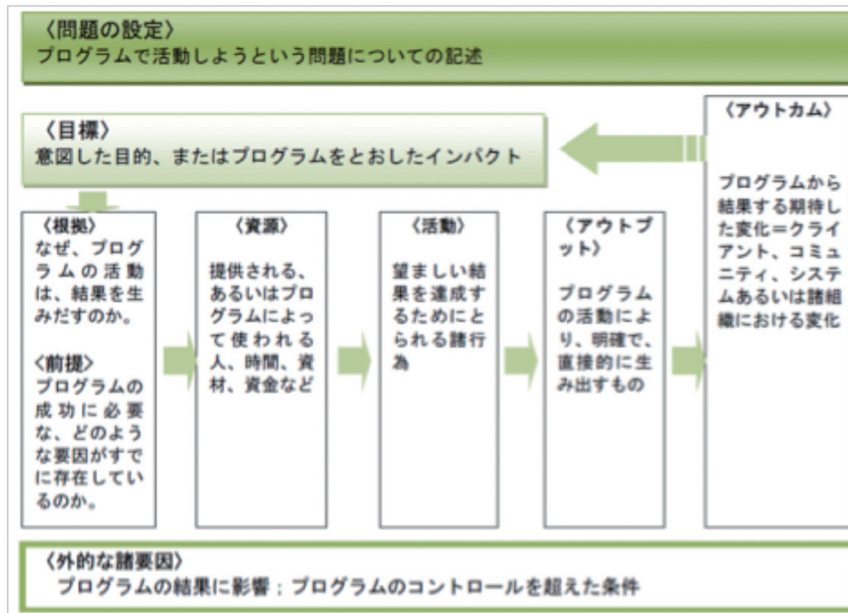 〈問題の設定〉
プログラムで活動しようという問題についての記述
〈目標〉
意図した目的、またはプログラムをとおしたインパクト
〈根拠〉
なぜ、プログ
ラムの活動
は、結果を生
みだすのか。
〈前提〉
プログラムの
成功に必要
な、どのよう
な要因がすで
に存在してい
るのか。
〈資源〉
提供される、
あるいはプロ
グラムによっ
て使われる
人、時間、資
材、資金など
〈活動〉
望ましい結
果を達成す
るためにと
られる諸行
為
〈アウトプ
ット〉
プログラム
の活動によ
り、明確で、
直接的に生
み出すもの
〈アウトカム〉
プログラムから
結果する期待し
た変化＝クライ
アント、コミュ
ニティ、システ
ムあるいは諸組
織における変化
〈外的な諸要因〉
プログラムの結果に影響；プログラムのコントロールを超えた条件